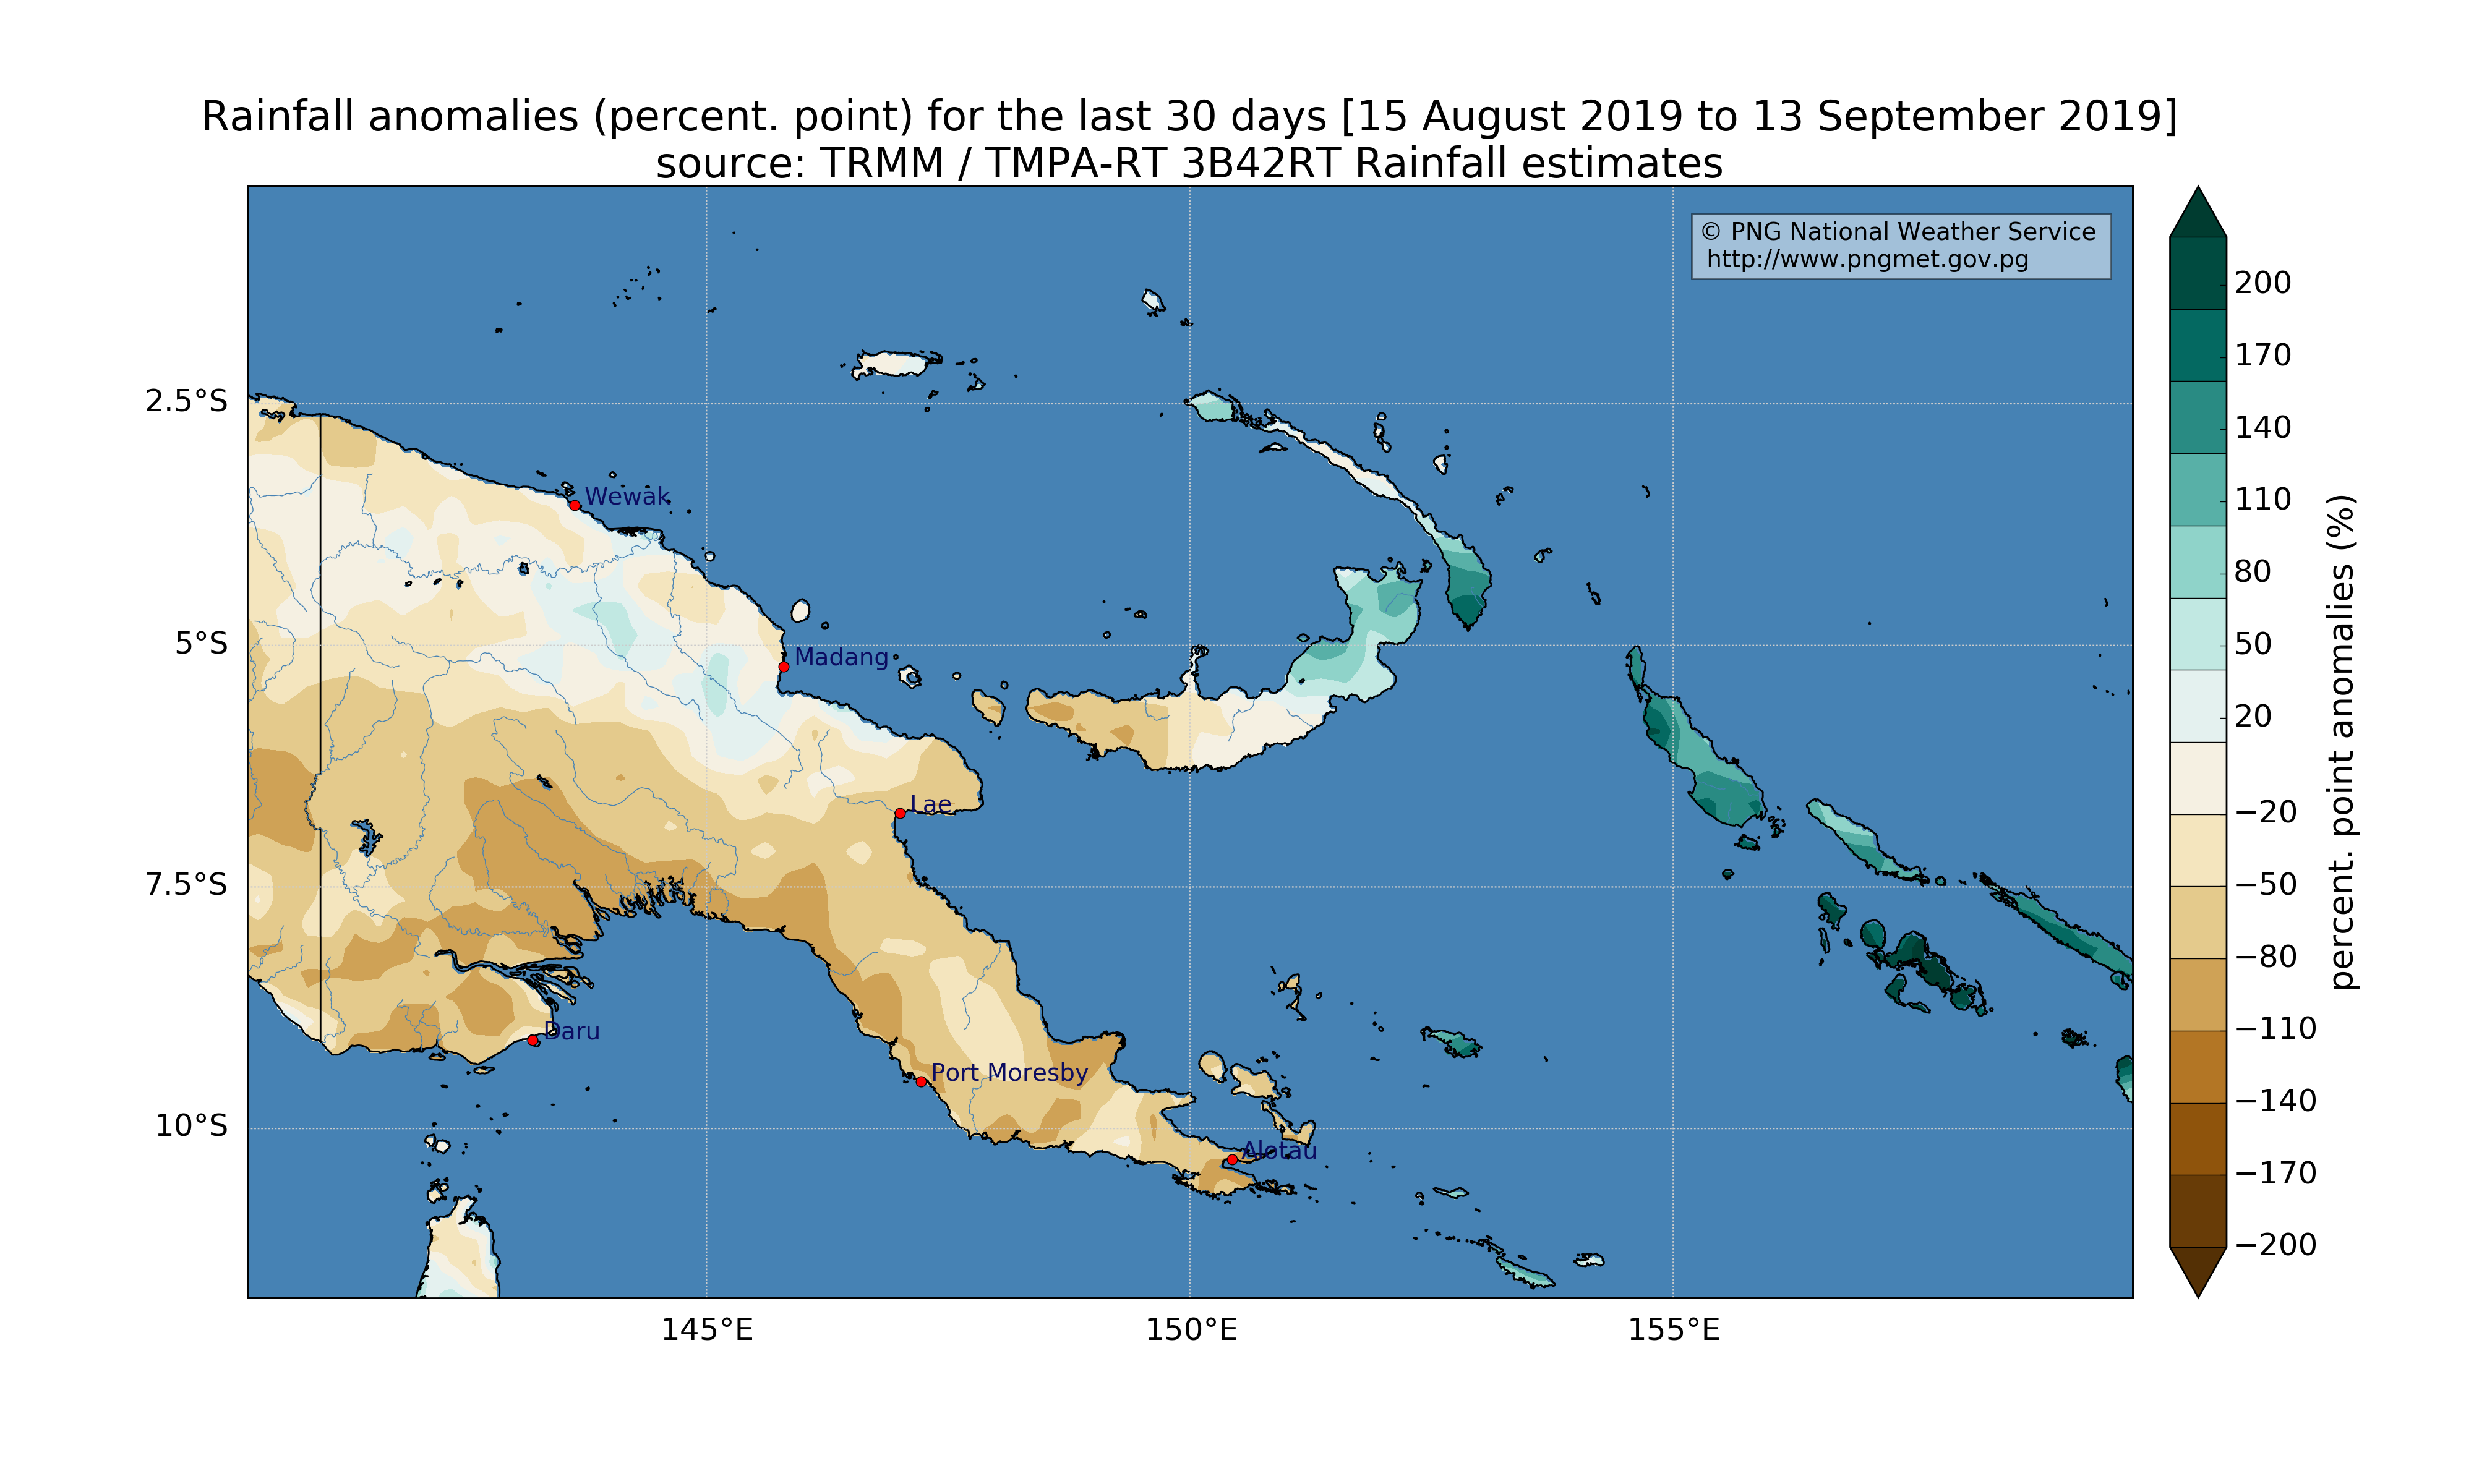 Rainfall anomalies (percent. point) for the last 30 days [15 August 2019 to 13 September 2019]
source: TRMM / TMPA-RT 3B42RT Rainfall estimates
© PNG National Weather Service
http://www.pngmet.gov.pg
2.5°S
5°S
7.5°S
10°S
Wewak
Madang
Lae
Daru
Port Moresby
Alotau
145°E
150°E
155°E
200
170
140
110
80
50
20
−20
−50
−80
−110
−140
−170
−200
percent. point anomalies (%)